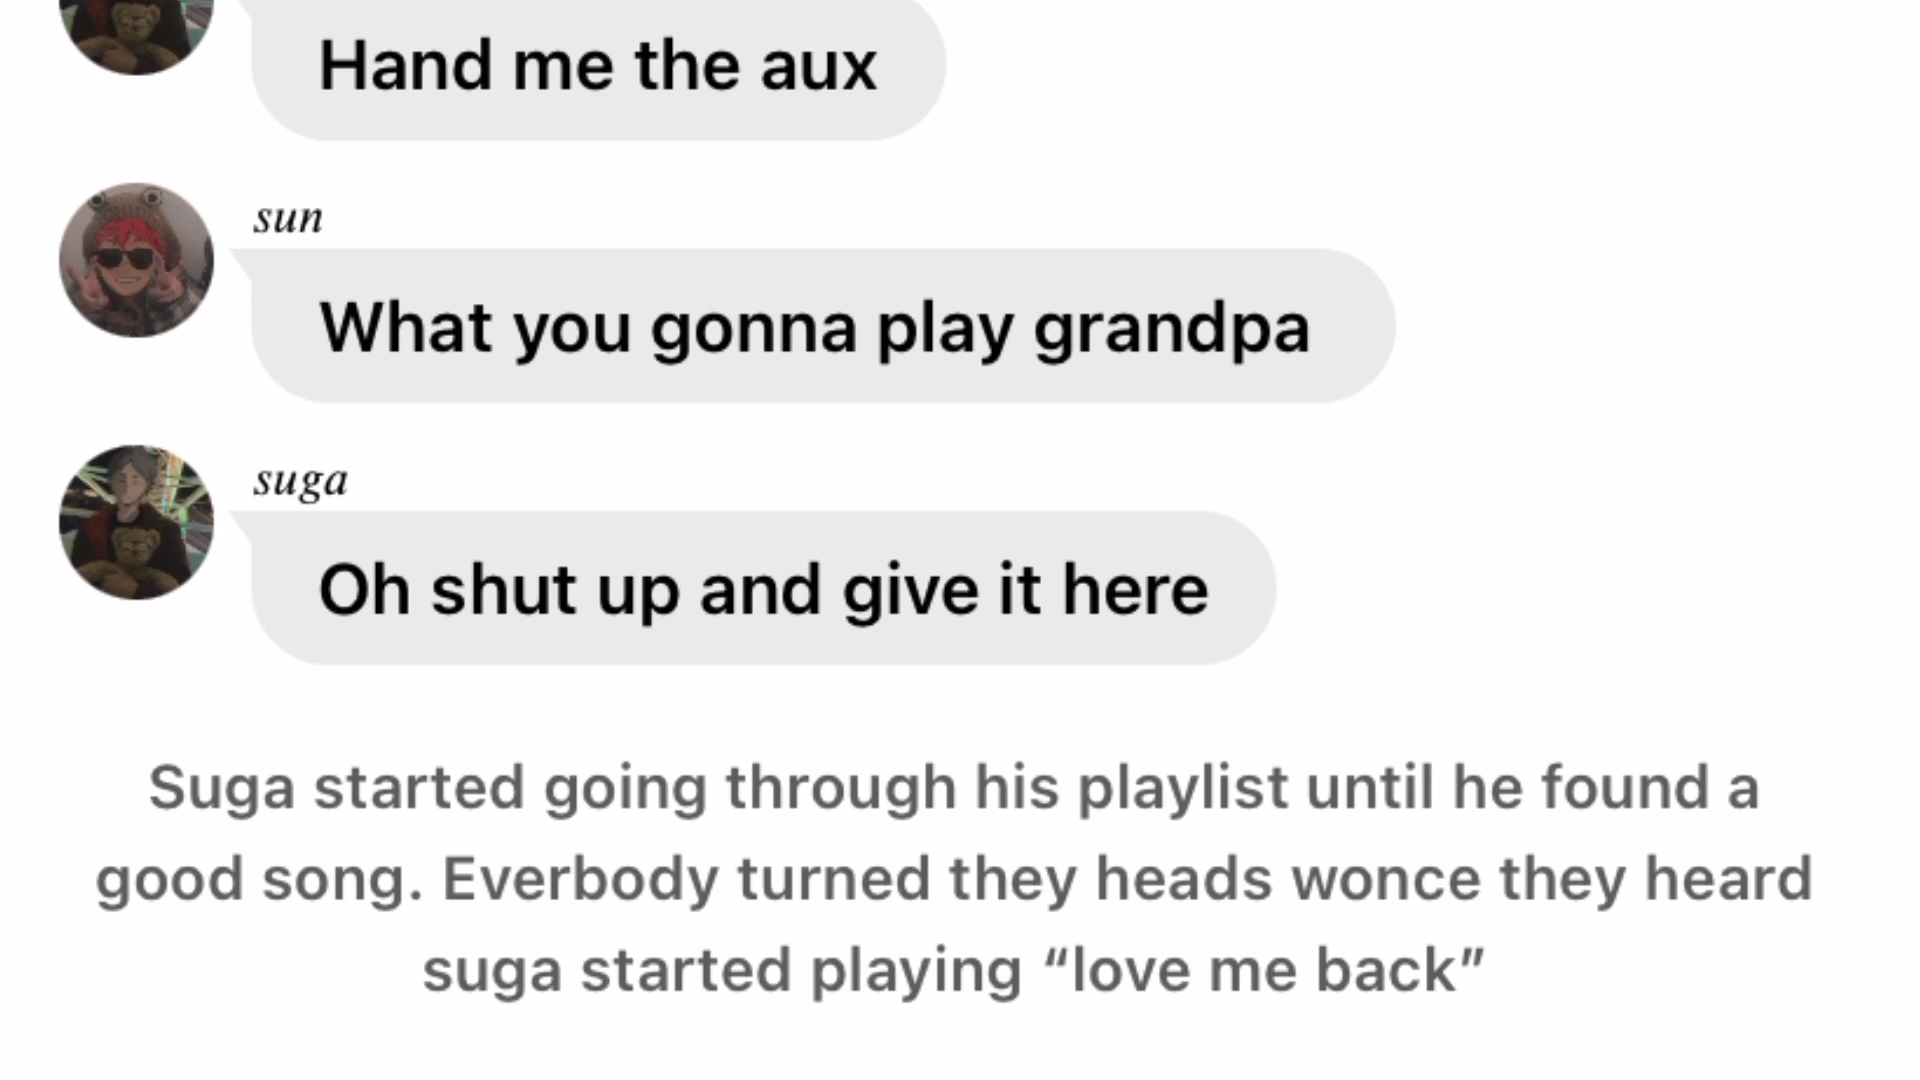 Hand me the aux
sun
What you gonna play grandpa
suga
Oh shut up and give it here
Suga started going through his playlist until he found a
good song. Everbody turned they heads wonce they heard
suga started playing “love me back”